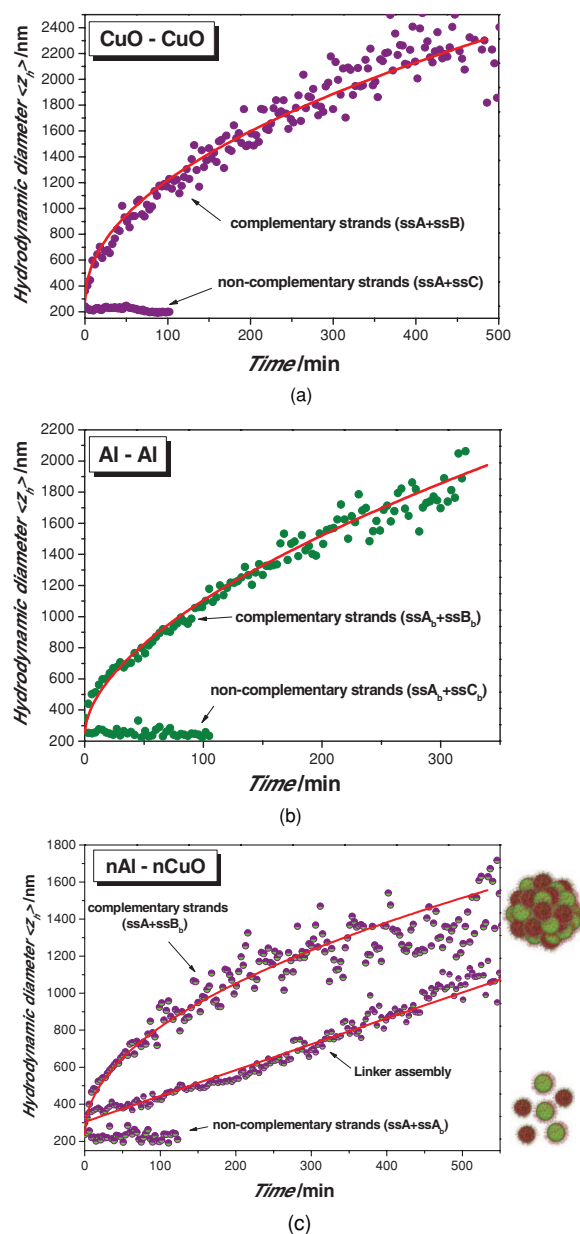 CuO - CuO
Hydrodynamic diameter <z_h> /nm
2400
2200
2000
1800
1600
1400
1200
1000
800
600
400
200
complementary strands (ssA+ssB)
non-complementary strands (ssA+ssC)
0 100 200 300 400 500
Time /min
(a)
Al - Al
Hydrodynamic diameter <z_h> /nm
2200
2000
1800
1600
1400
1200
1000
800
600
400
200
complementary strands (ssA_b+ssB_b)
non-complementary strands (ssA_b+ssC_b)
0 100 200 300
Time /min
(b)
nAl - nCuO
Hydrodynamic diameter <z_h> /nm
1800
1600
1400
1200
1000
800
600
400
200
complementary strands
(ssA+ssB_b)
Linker assembly
non-complementary strands (ssA+ssA_b)
0 100 200 300 400 500
Time /min
(c)